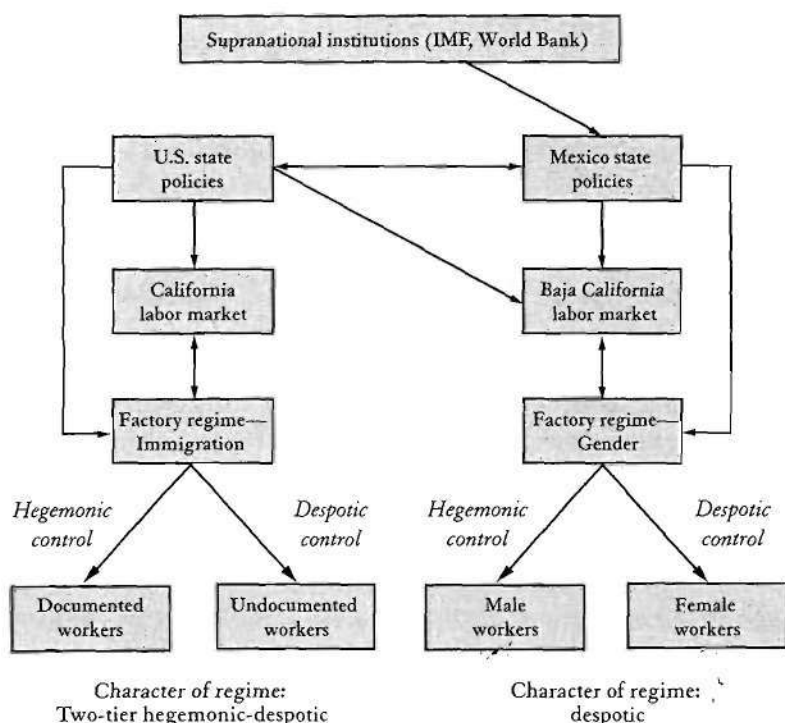 Supranational institutions (IMF, World Bank)
U.S. state
policies
Mexico state
policies
California
labor market
Baja California
labor market
Factory regime—
Immigration
Factory regime—
Gender
Hegemonic
control
Despotic
control
Hegemonic
control
Despotic
control
Documented
workers
Undocumented
workers
Male
workers
Female
workers
Character of regime:
Two-tier hegemonic-despotic
Character of regime:
despotic